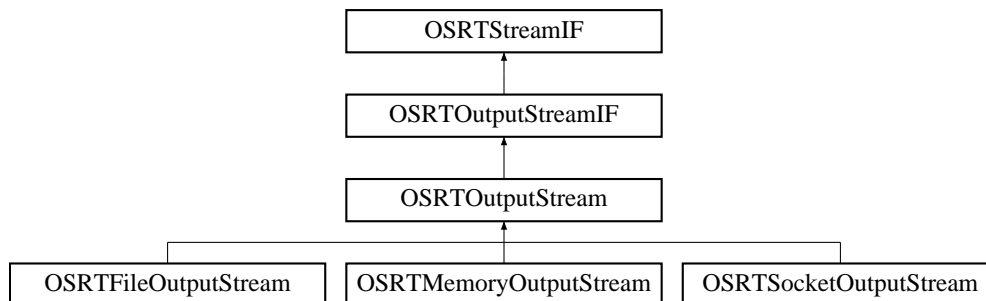 OSRTStreamIF
OSRTOutputStreamIF
OSRTOutputStream
OSRTFileOutputStream
OSRTMemoryOutputStream
OSRTSocketOutputStream